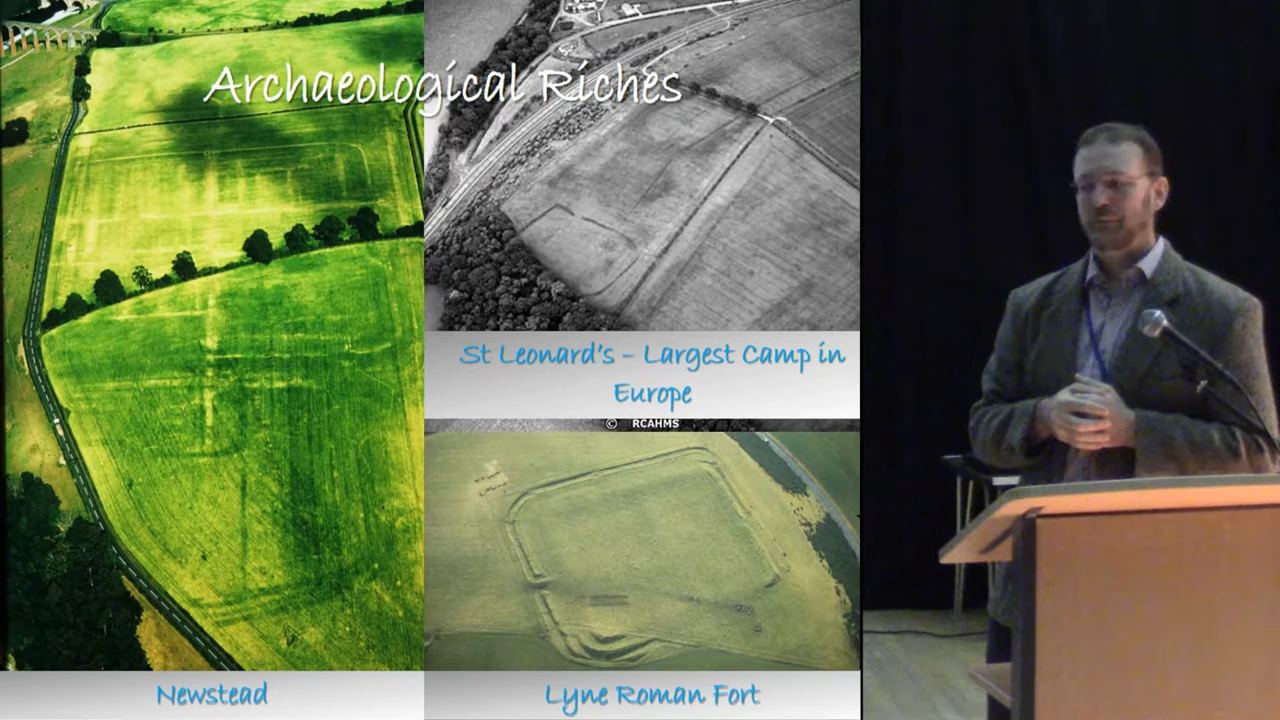 Archaeological Riches
St Leonard's – Largest Camp in
Europe
© RCAHMS
Newstead
Lyne Roman Fort